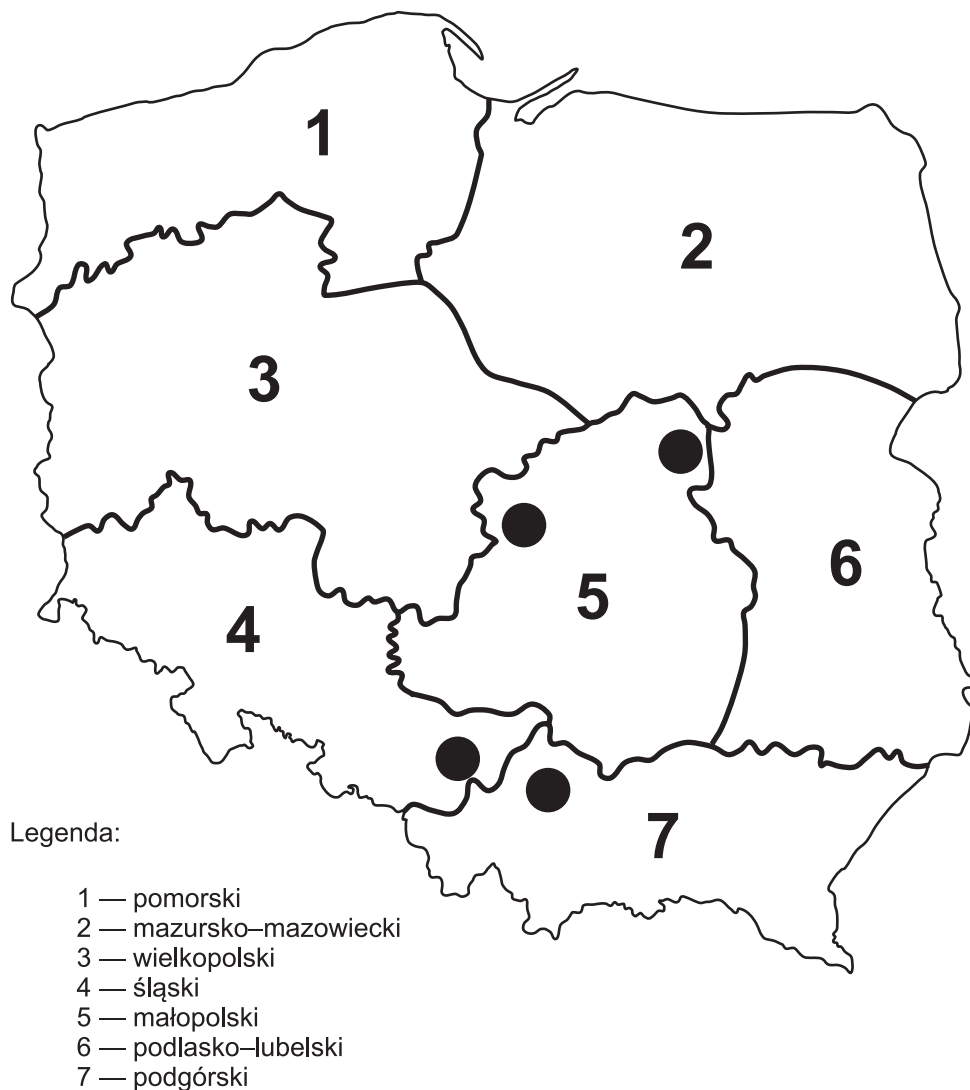 1
2
3
4
5
6
7
Legenda:
1 — pomorski
2 — mazursko–mazowiecki
3 — wielkopolski
4 — śląski
5 — małopolski
6 — podlasko–lubelski
7 — podgórski